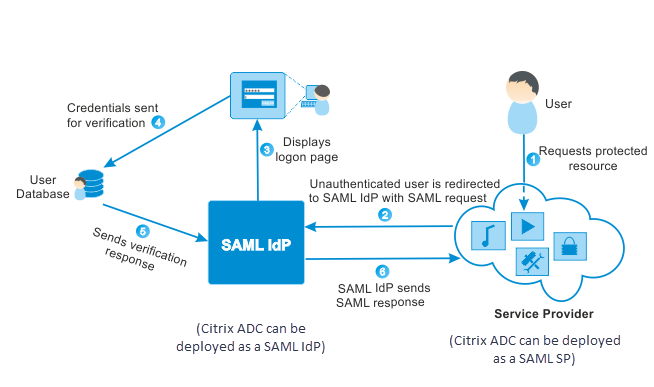 User
1
Requests protected
resource
Unauthenticated user is redirected
to SAML IdP with SAML request
2
3
Displays
logon page
Credentials sent
for verification
4
User
Database
5
Sends verification
response
SAML IdP
6
SAML IdP sends
SAML response
Service Provider
(Citrix ADC can be
deployed as a SAML IdP)
(Citrix ADC can be deployed
as a SAML SP)